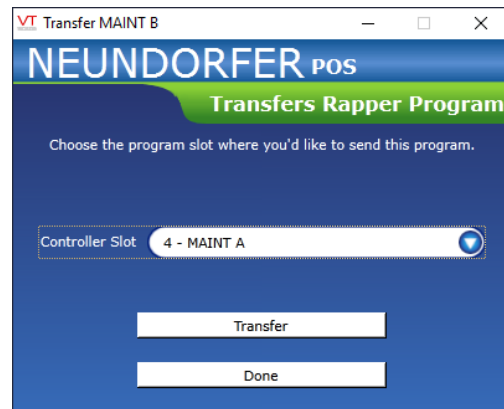 VT Transfer MAINT B
NEUNDORFER POS
Transfers Rapper Program
Choose the program slot where you'd like to send this program.
Controller Slot 4 - MAINT A
Transfer
Done